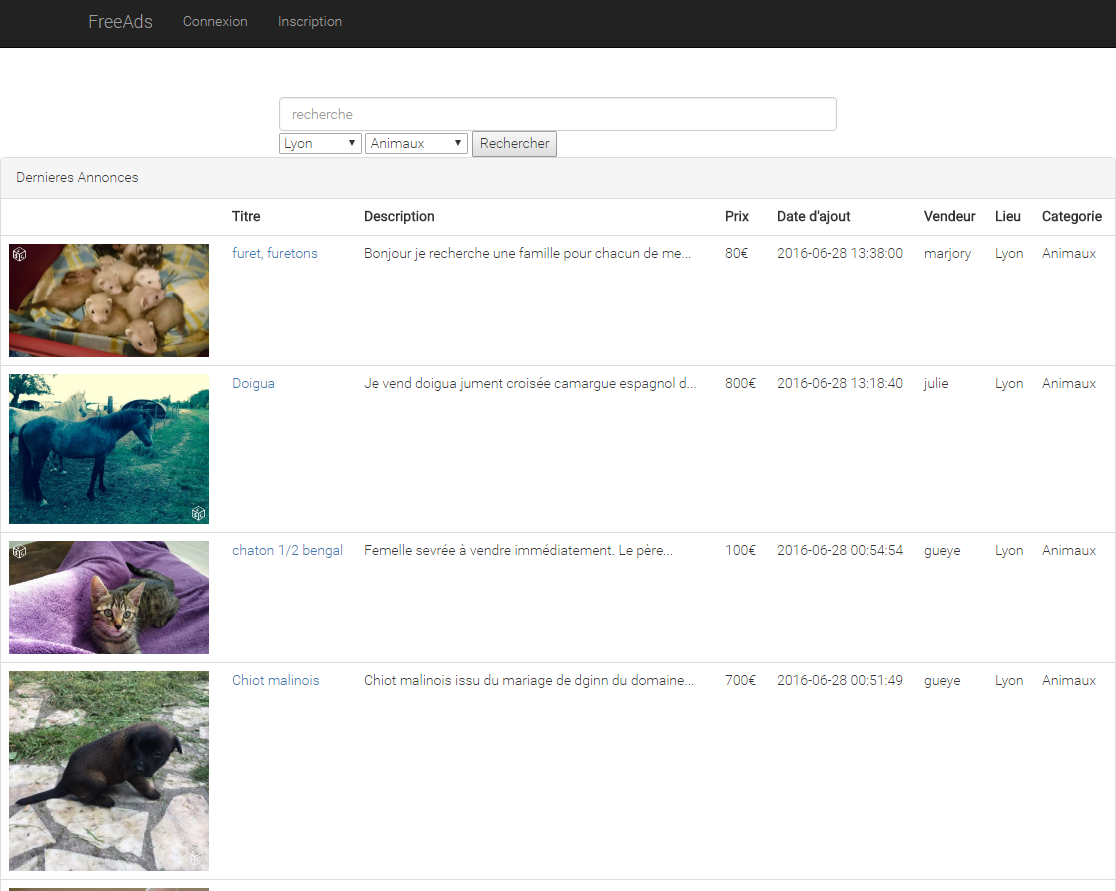 FreeAds Connexion Inscription
recherche
Lyon Animaux Rechercher
Dernieres Annonces
Titre Description Prix Date d'ajout Vendeur Lieu Categorie
furet, furetons Bonjour je recherche une famille pour chacun de me... 80€ 2016-06-28 13:38:00 marjory Lyon Animaux
Doigua Je vend doigua jument croisée camargue espagnol d... 800€ 2016-06-28 13:18:40 julie Lyon Animaux
chaton 1/2 bengal Femelle sevrée à vendre immédiatement. Le père... 100€ 2016-06-28 00:54:54 gueye Lyon Animaux
Chiot malinois Chiot malinois issu du mariage de dginn du domaine... 700€ 2016-06-28 00:51:49 gueye Lyon Animaux